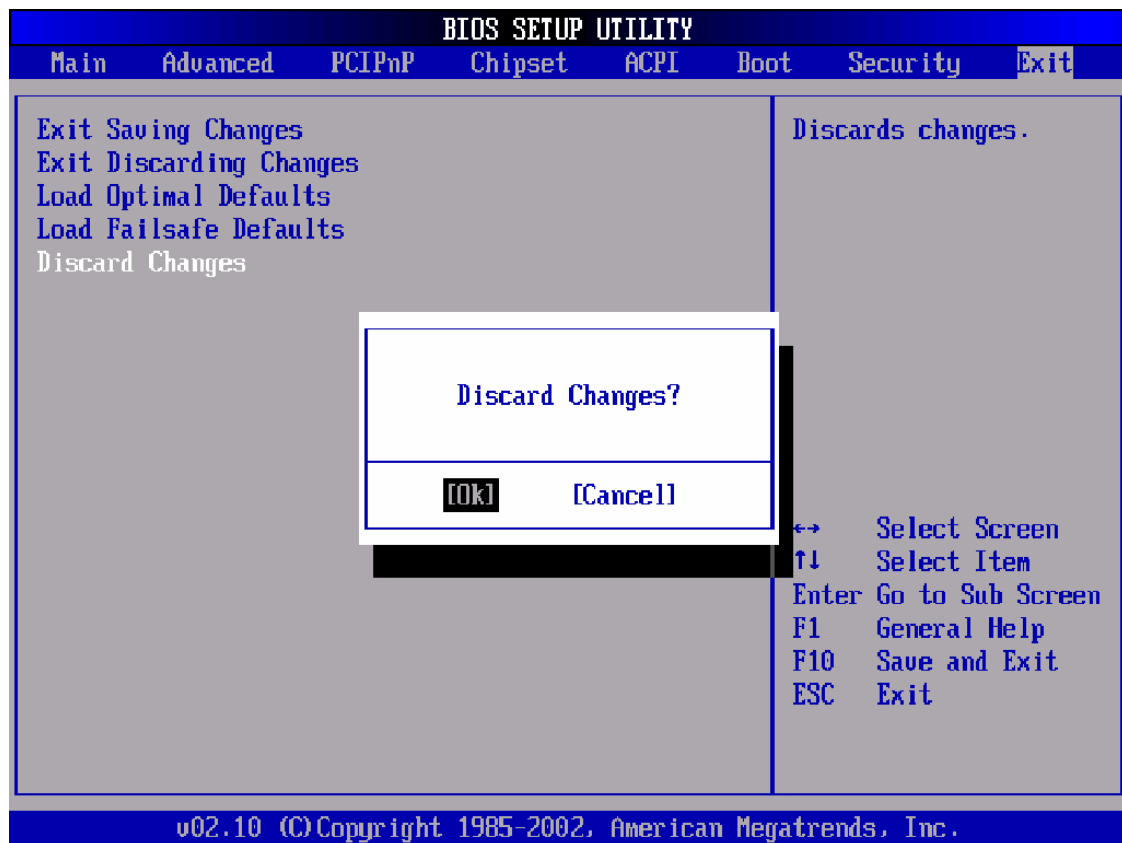 BIOS SETUP UTILITY
Main Advanced PCIPnP Chipset ACPI Boot Security Exit
Exit Saving Changes
Exit Discarding Changes
Load Optimal Defaults
Load Failsafe Defaults
Discard Changes
Discards changes.
Discard Changes?
[Ok] [Cancel]
←→ Select Screen
↑↓ Select Item
Enter Go to Sub Screen
F1 General Help
F10 Save and Exit
ESC Exit
v02.10 (C)Copyright 1985-2002, American Megatrends, Inc.